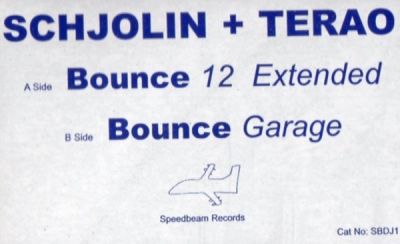 SCHJOLIN + TERAO
A Side Bounce 12 Extended
B Side Bounce Garage
Speedbeam Records
Cat No: SBDJ1